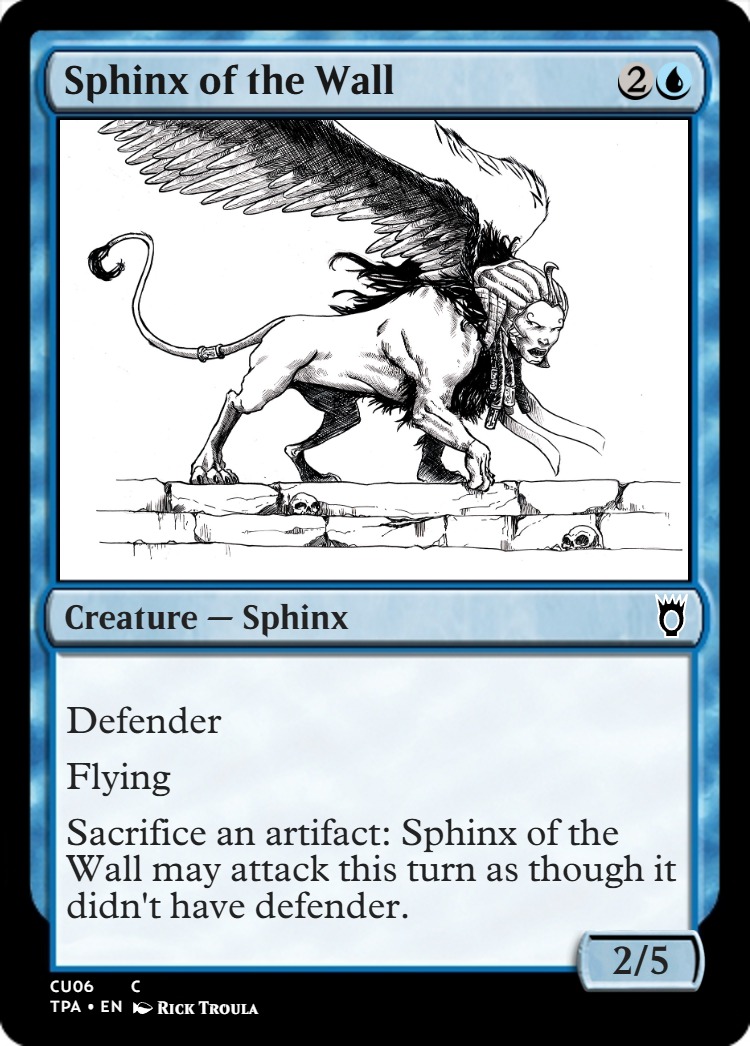 Sphinx of the Wall 2
Creature — Sphinx
Defender
Flying
Sacrifice an artifact: Sphinx of the
Wall may attack this turn as though it
didn't have defender.
2/5
CU06 C
TPA • EN RICK TROULA